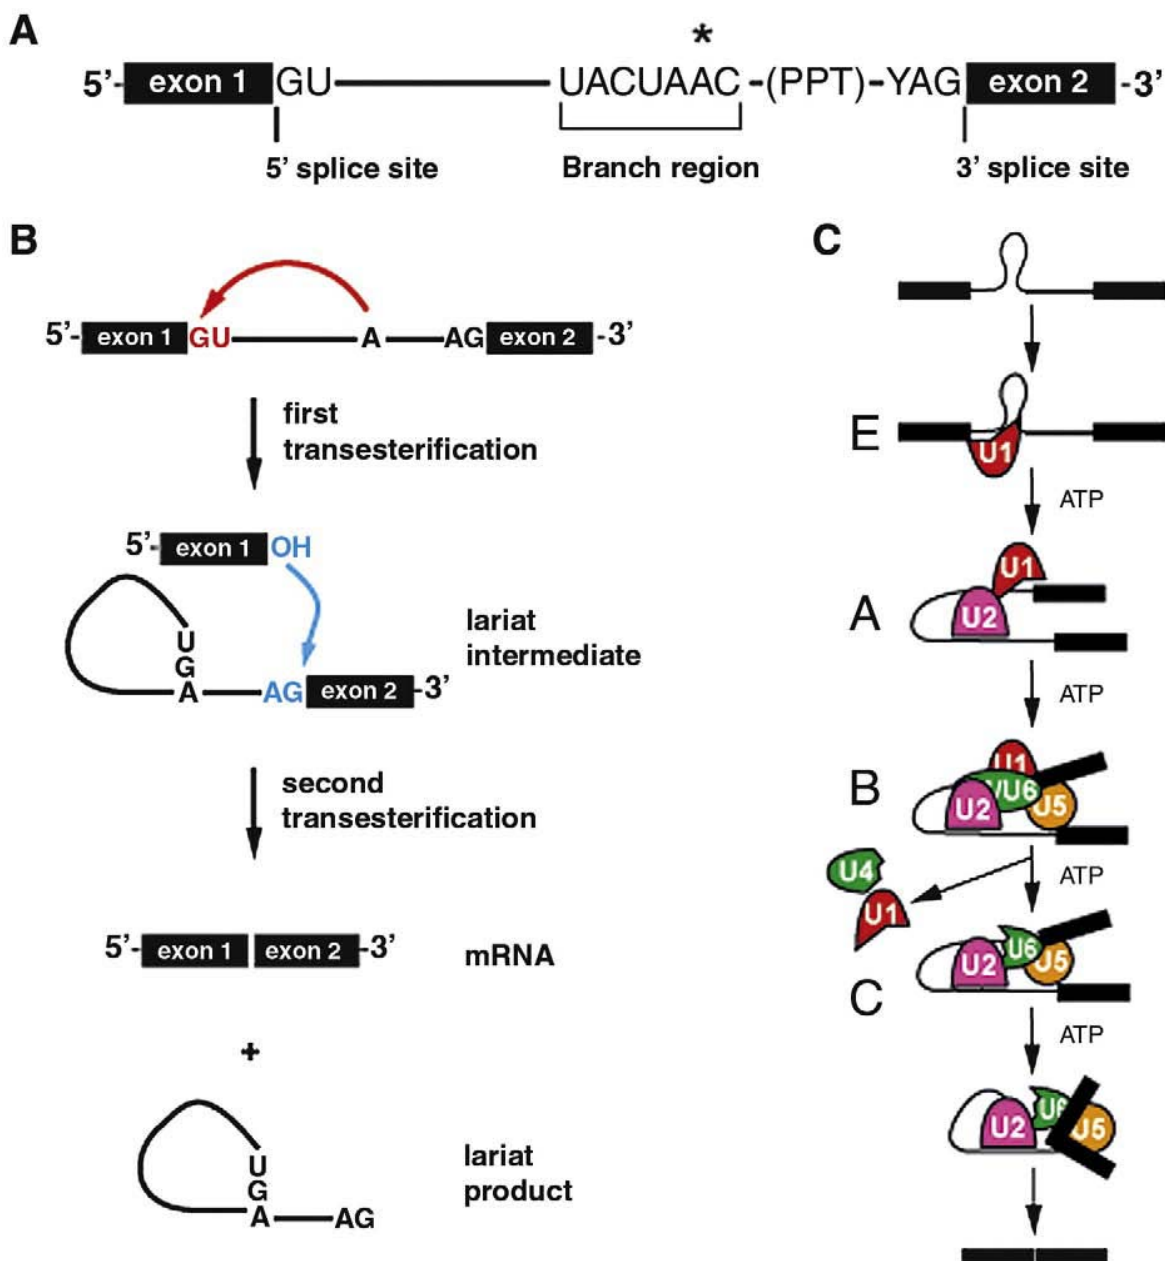 A
*
5’- exon 1 GU UACUAAC -(PPT)-YAG exon 2 -3’
5’ splice site Branch region 3’ splice site
B
5’- exon 1 GU A AG exon 2 -3’
first
transesterification
5’- exon 1 OH
U
G
A AG exon 2 -3’
lariat
intermediate
second
transesterification
5’- exon 1 exon 2 -3’ mRNA
+
U
G
A AG
lariat
product
C
E U1
ATP
A U1
U2
ATP
B U1
U2 /U6 U5
ATP
U4
U1
C U2 U6 U5
ATP
U2 U6 U5